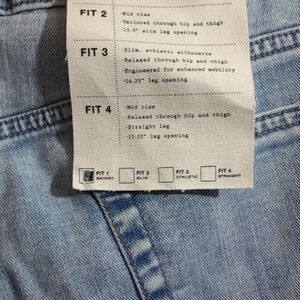 FIT 2
-Mid rise
-Tailored through hip and thigh
-13.5" slim leg opening
FIT 3
-Slim, athletic silhouette
-Relaxed through hip and thigh
-Engineered for enhanced mobility
-14.25" leg opening
FIT 4
-Mid rise
-Relaxed through hip and thigh
-Straight leg
-15.25" leg opening
FIT 1 SKINNY
FIT 2 SLIM
FIT 3 ATHLETIC
FIT 4 STRAIGHT